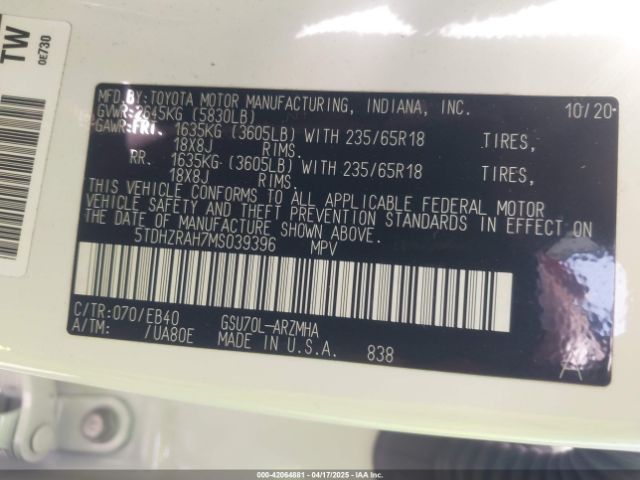 TW
0E730
MFD.BY:TOYOTA MOTOR MANUFACTURING, INDIANA, INC. 10/20
GVWR:2645KG (5830LB)
GAWR:FRT. 1635KG (3605LB) WITH 235/65R18 TIRES,
18X8J RIMS.
RR. 1635KG (3605LB) WITH 235/65R18 TIRES,
18X8J RIMS.
THIS VEHICLE CONFORMS TO ALL APPLICABLE FEDERAL MOTOR
VEHICLE SAFETY AND THEFT PREVENTION STANDARDS IN EFFECT ON
THE DATE OF MANUFACTURE SHOWN ABOVE.
5TDHZRAH7MS039396 MPV
C/TR:070/EB40 GSU70L-ARZMHA
A/TM: /UA80E MADE IN U.S.A. 838
A
000-42064881 - 04/17/2025 - IAAI.COM